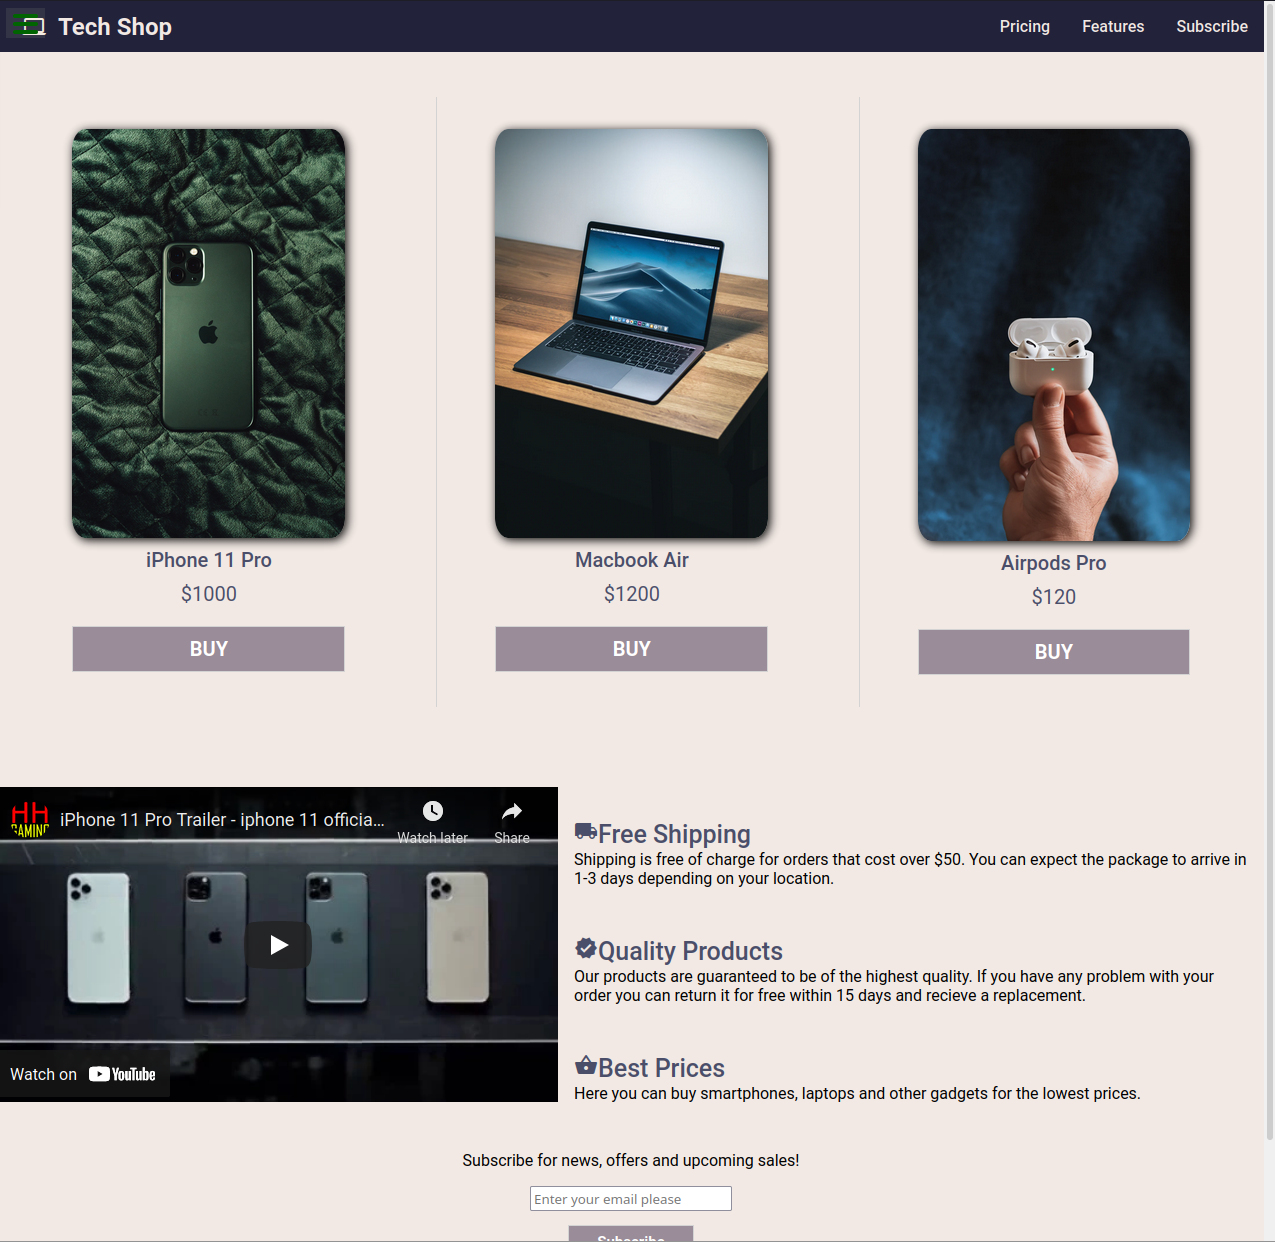 Tech Shop
Pricing Features Subscribe
iPhone 11 Pro
$1000
BUY
Macbook Air
$1200
BUY
Airpods Pro
$120
BUY
HH
GAMING
iPhone 11 Pro Trailer - iphone 11 officia...
Watch later
Share
Watch on YouTube
Free Shipping
Shipping is free of charge for orders that cost over $50. You can expect the package to arrive in
1-3 days depending on your location.
Quality Products
Our products are guaranteed to be of the highest quality. If you have any problem with your
order you can return it for free within 15 days and recieve a replacement.
Best Prices
Here you can buy smartphones, laptops and other gadgets for the lowest prices.
Subscribe for news, offers and upcoming sales!
Enter your email please
Subscribe